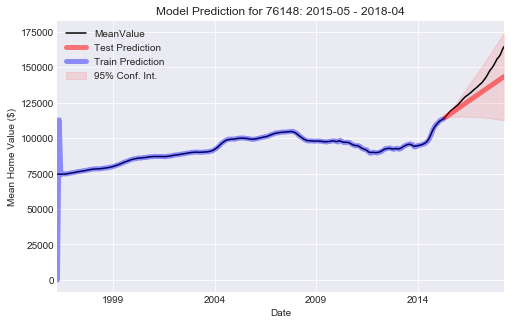 Model Prediction for 76148: 2015-05 - 2018-04
MeanValue
Test Prediction
Train Prediction
95% Conf. Int.
175000
150000
125000
100000
75000
50000
25000
0
Mean Home Value ($)
1999
2004
2009
2014
Date